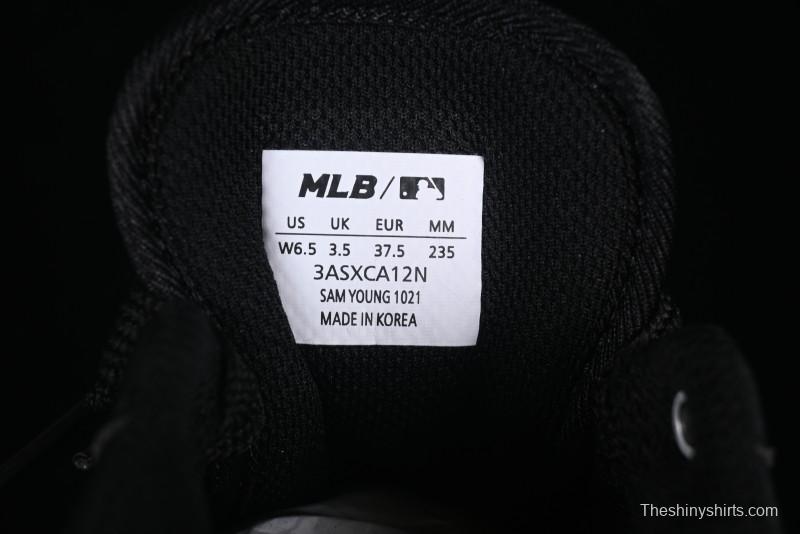 MLB /
US UK EUR MM
W6.5 3.5 37.5 235
3ASXCA12N
SAM YOUNG 1021
MADE IN KOREA
Theshinyshirts.com